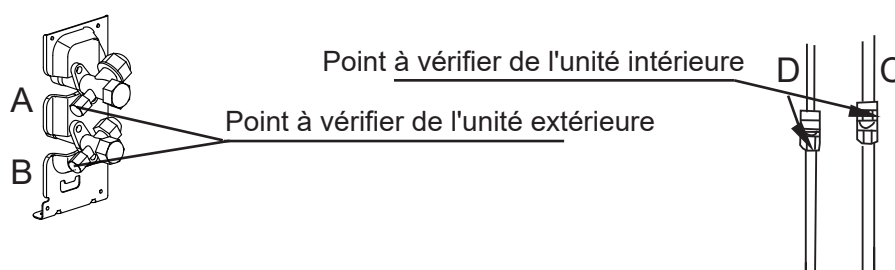 Point à vérifier de l'unité intérieure
D
C
A
Point à vérifier de l'unité extérieure
B